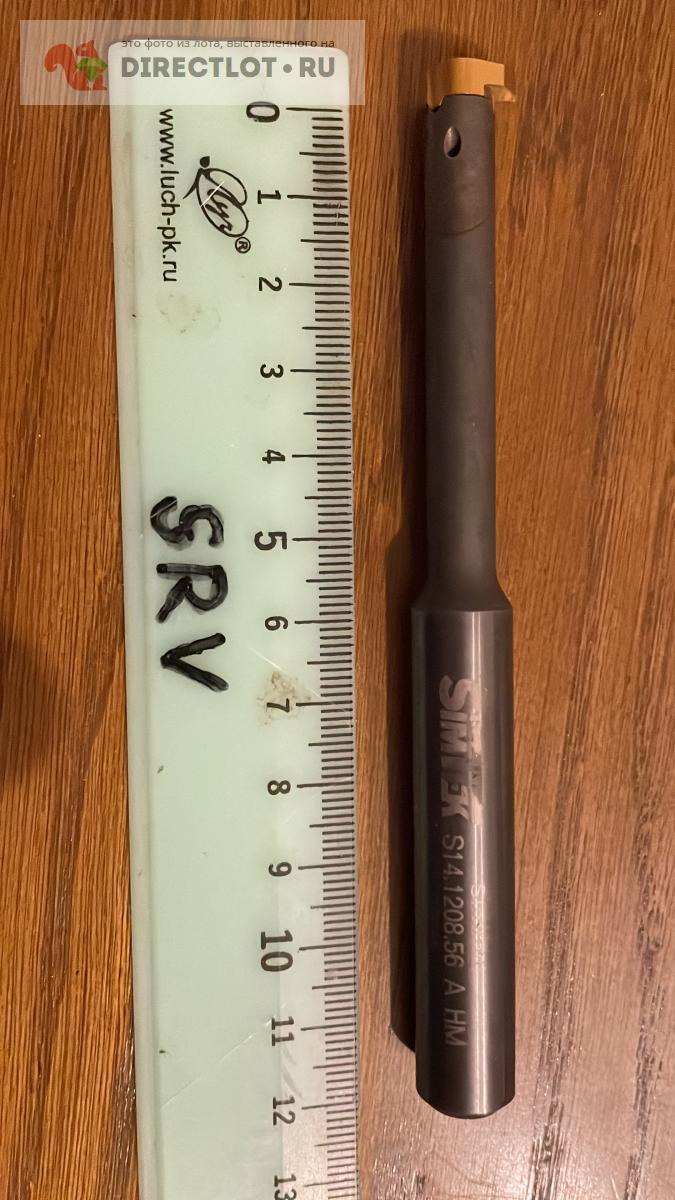 это фото из лота, выставленного на
DIRECTLOT•RU
www.luch-pk.ru
®
0
1
2
3
4
5
6
7
8
9
10
11
12
13
SRV
SIMTEK
S14.1208.56 A HM